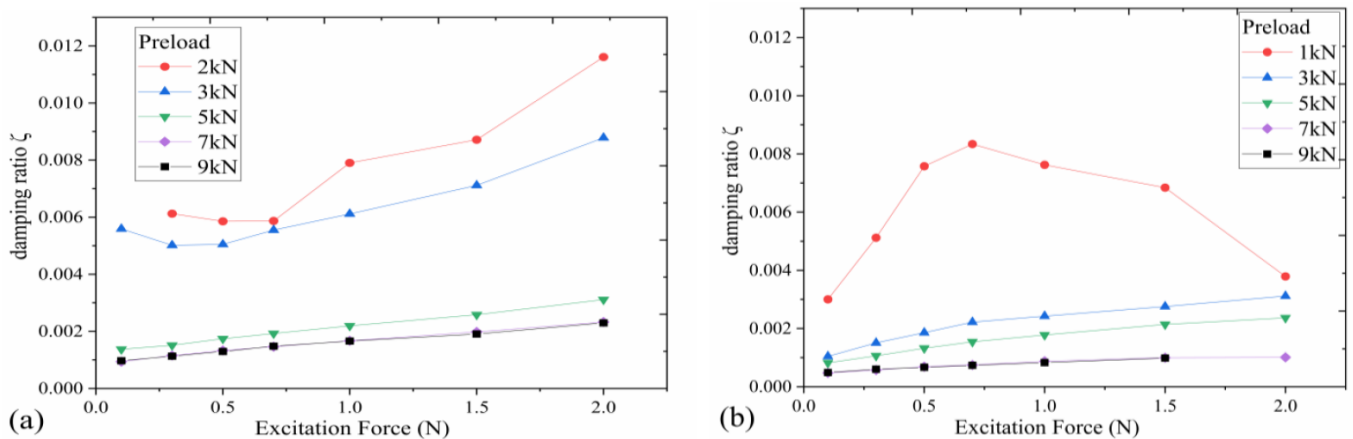 Preload
2kN
3kN
5kN
7kN
9kN
0.012
0.010
0.008
0.006
0.004
0.002
0.000
damping ratio ζ
0.0 0.5 1.0 1.5 2.0
Excitation Force (N)
(a)
Preload
1kN
3kN
5kN
7kN
9kN
0.012
0.010
0.008
0.006
0.004
0.002
0.000
damping ratio ζ
0.0 0.5 1.0 1.5 2.0
Excitation Force (N)
(b)